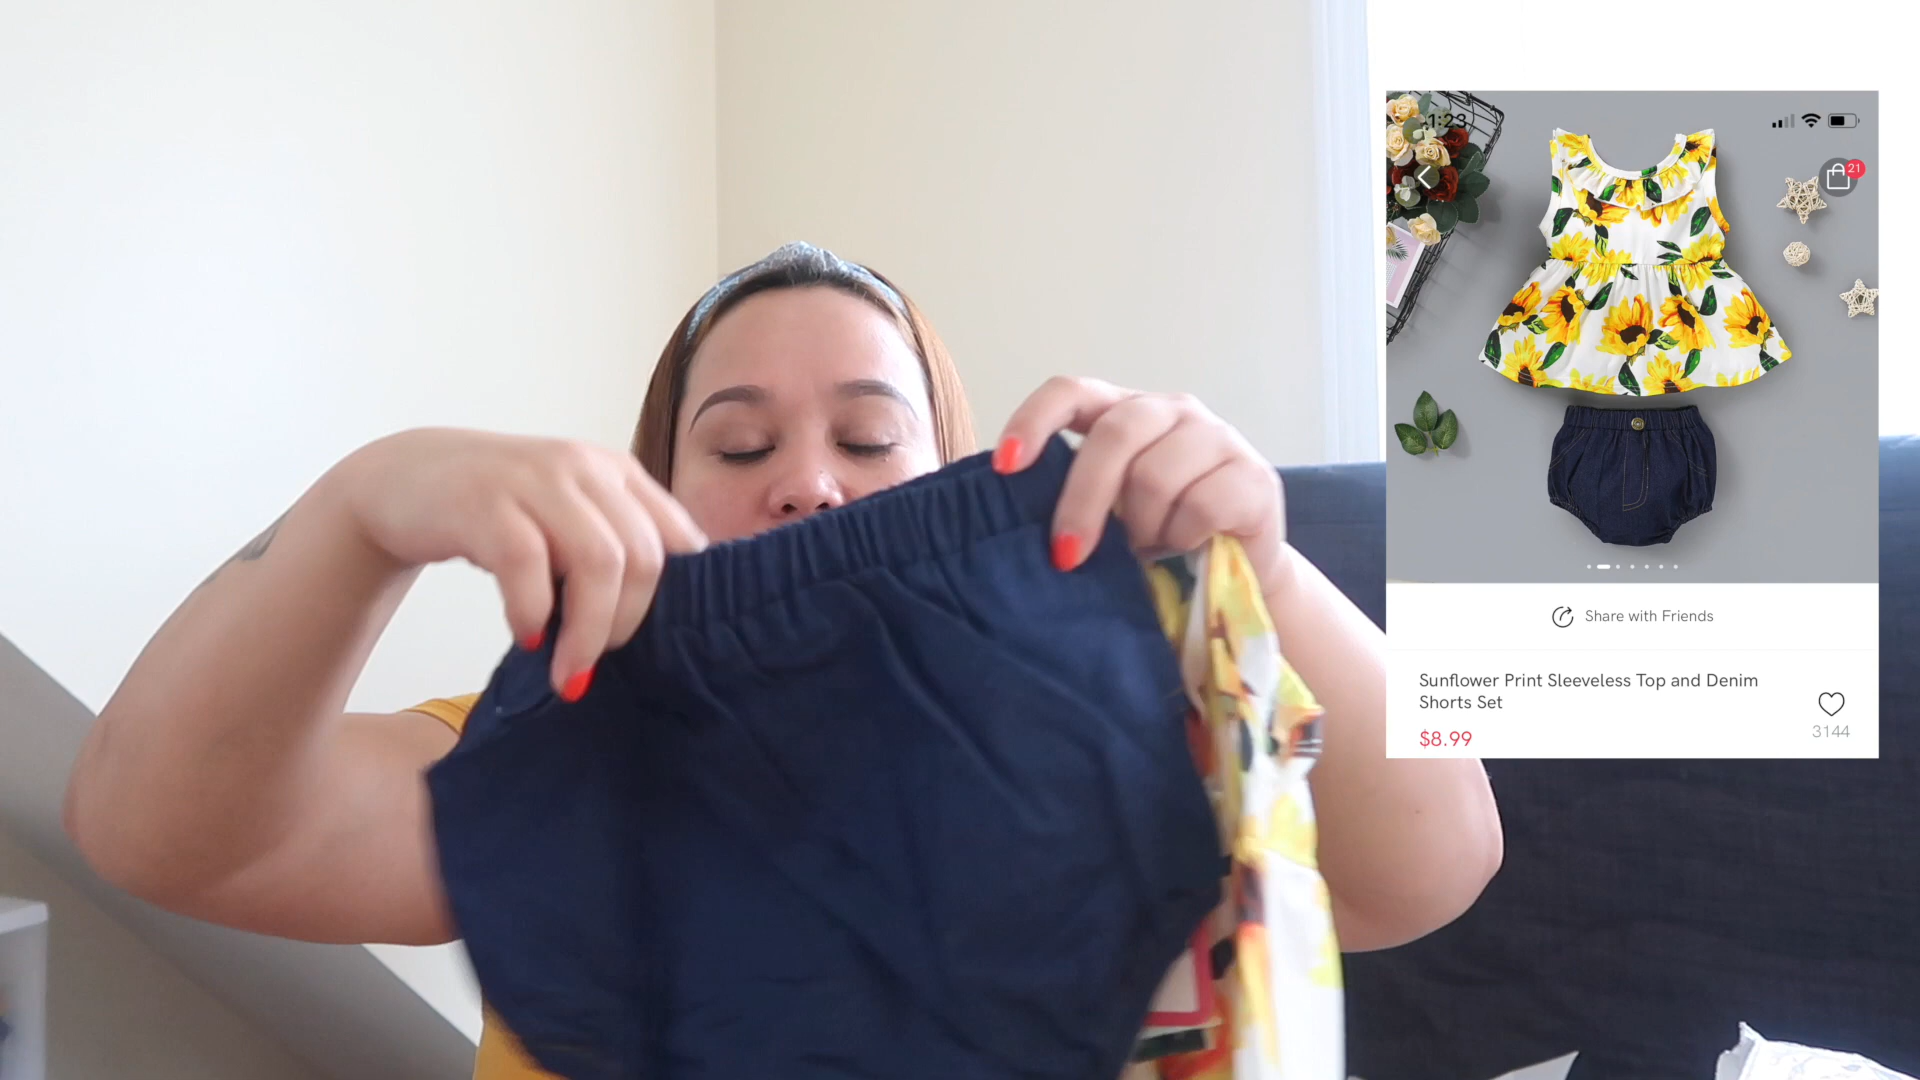 1:23
21
Share with Friends
Sunflower Print Sleeveless Top and Denim
Shorts Set
$8.99
3144